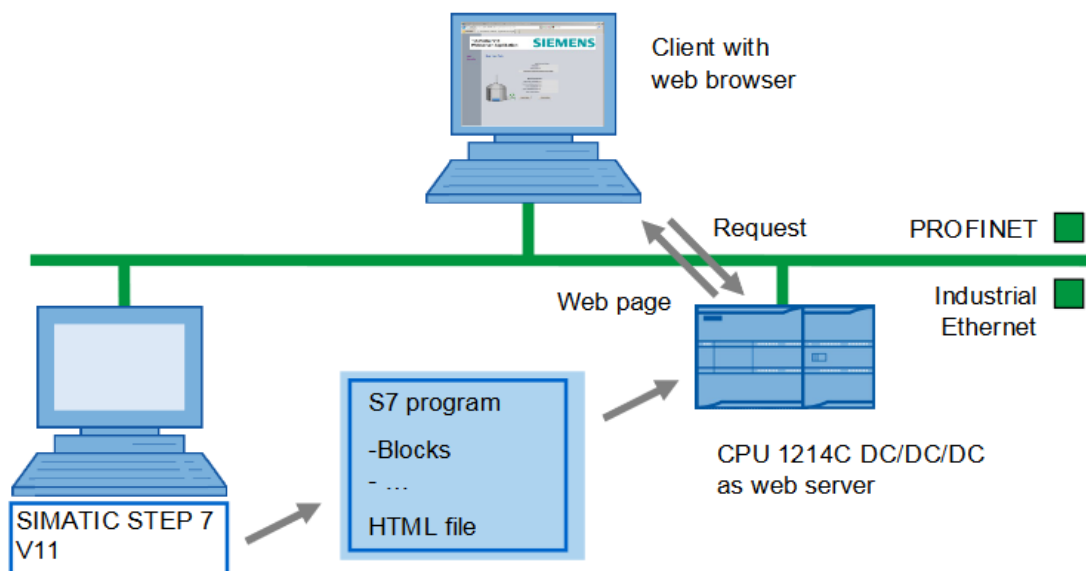 SIEMENS
Client with
web browser
Request
PROFINET
Web page
Industrial
Ethernet
S7 program
-Blocks
- ...
HTML file
CPU 1214C DC/DC/DC
as web server
SIMATIC STEP 7
V11